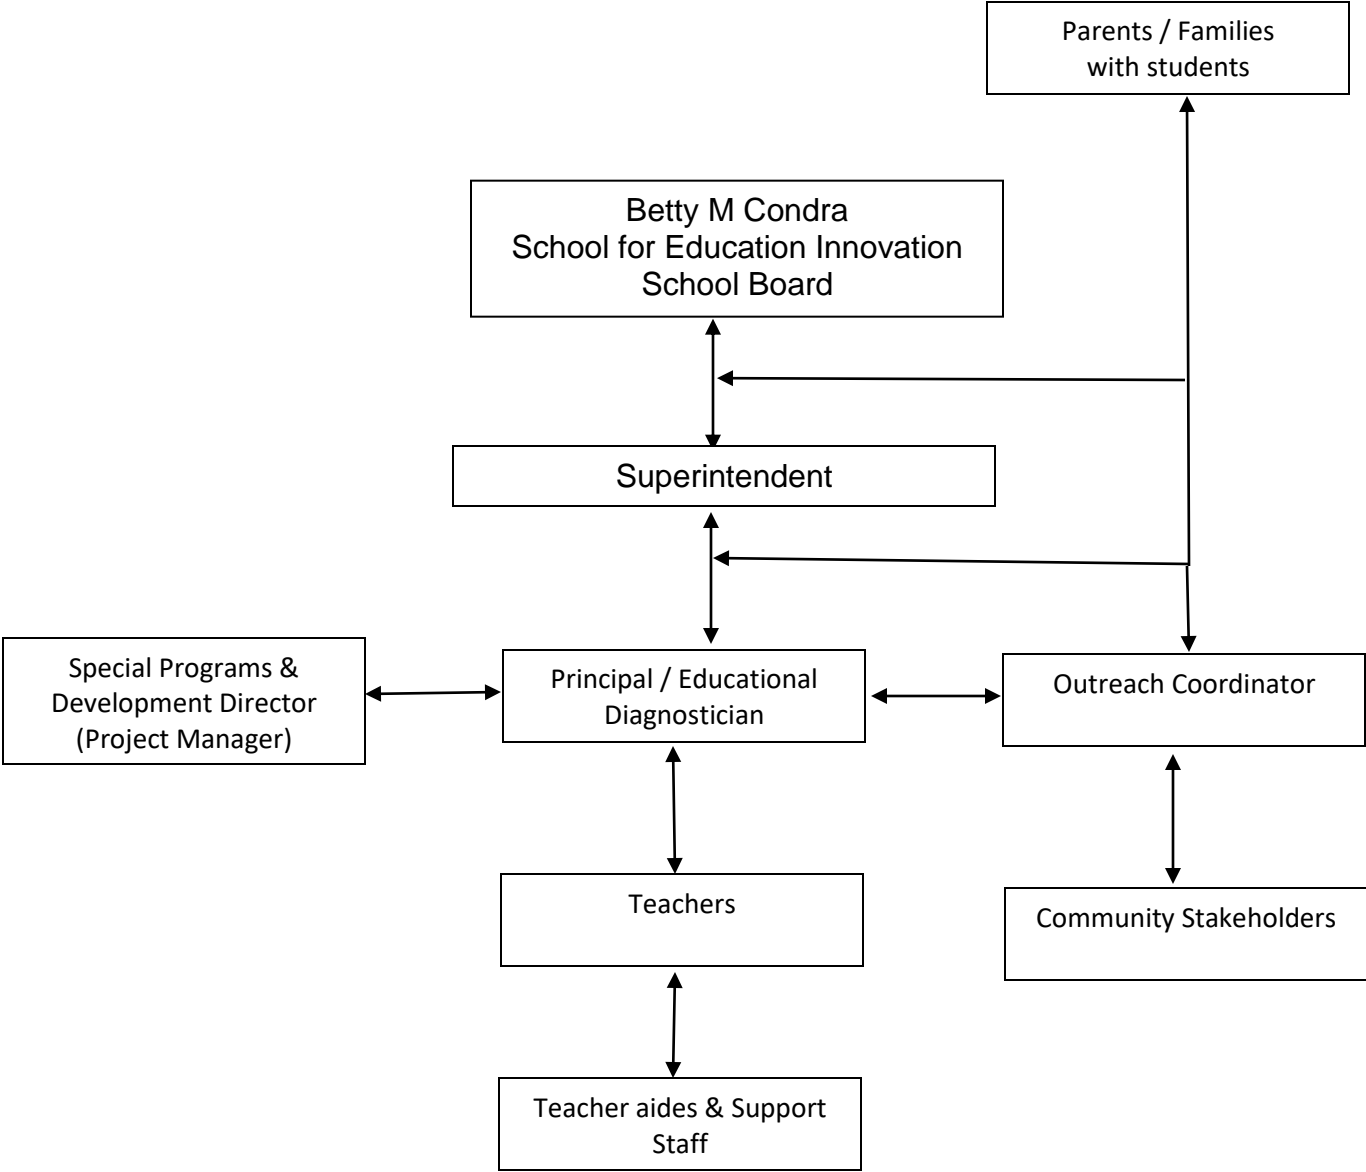 Parents / Families
with students
Betty M Condra
School for Education Innovation
School Board
Superintendent
Special Programs &
Development Director
(Project Manager)
Principal / Educational
Diagnostician
Outreach Coordinator
Teachers
Community Stakeholders
Teacher aides & Support
Staff